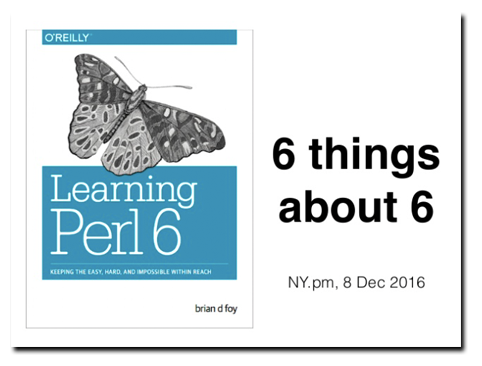 O'REILLY™
Learning
Perl 6
KEEPING THE EASY, HARD, AND IMPOSSIBLE WITHIN REACH
brian d foy
6 things
about 6
NY.pm, 8 Dec 2016